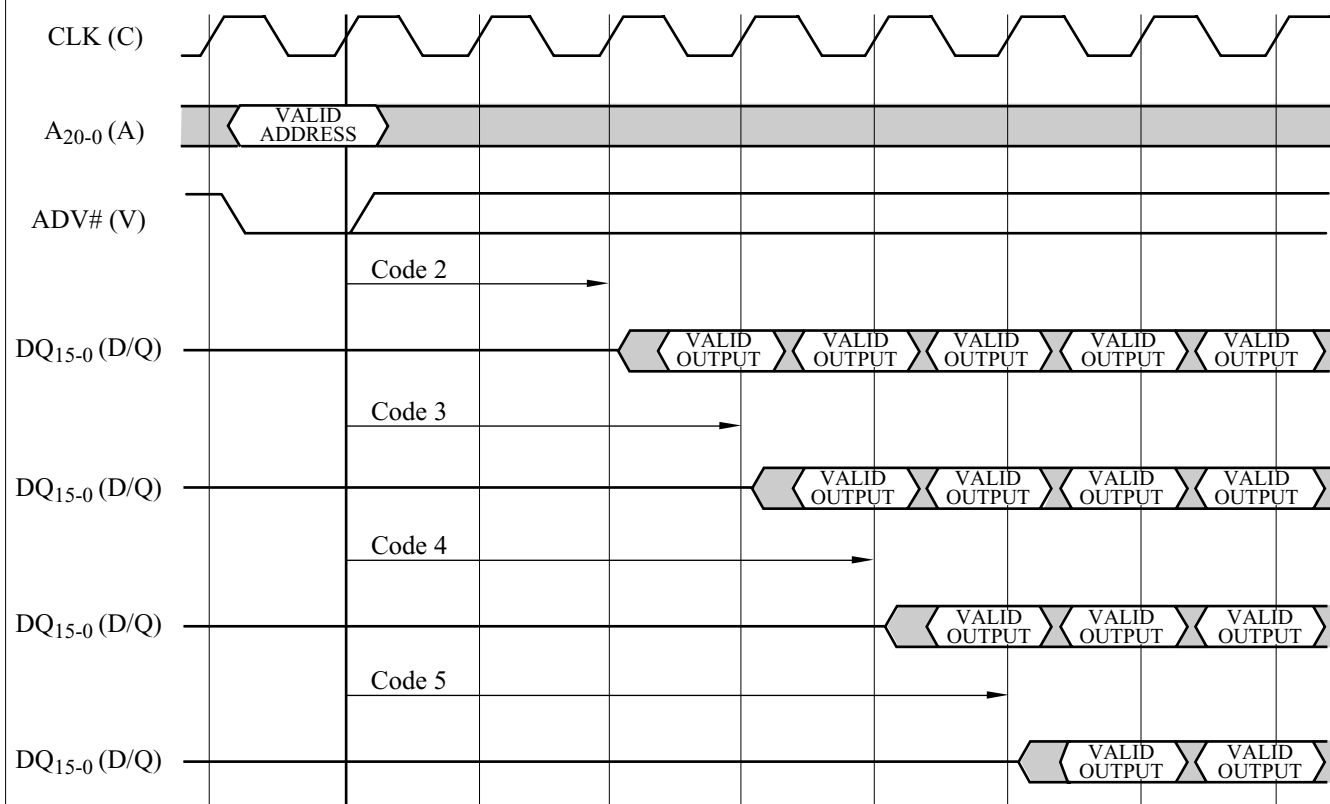 CLK (C)
A20-0 (A)
VALID
ADDRESS
ADV# (V)
Code 2
DQ15-0 (D/Q)
VALID
OUTPUT
VALID
OUTPUT
VALID
OUTPUT
VALID
OUTPUT
VALID
OUTPUT
Code 3
DQ15-0 (D/Q)
VALID
OUTPUT
VALID
OUTPUT
VALID
OUTPUT
VALID
OUTPUT
Code 4
DQ15-0 (D/Q)
VALID
OUTPUT
VALID
OUTPUT
VALID
OUTPUT
Code 5
DQ15-0 (D/Q)
VALID
OUTPUT
VALID
OUTPUT